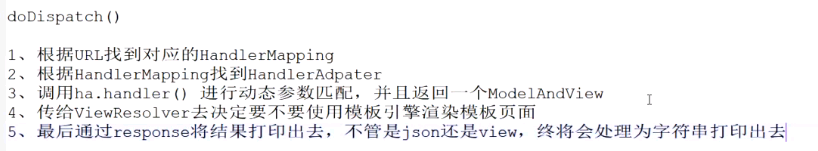 doDispatch()
1、根据URL找到对应的HandlerMapping
2、根据HandlerMapping找到HandlerAdpater
3、调用ha.handler() 进行动态参数匹配，并且返回一个ModelAndView
4、传给ViewResolver去决定要不要使用模板引擎渲染模板页面
5、最后通过response将结果打印出去，不管是json还是view，终将会处理为字符串打印出去